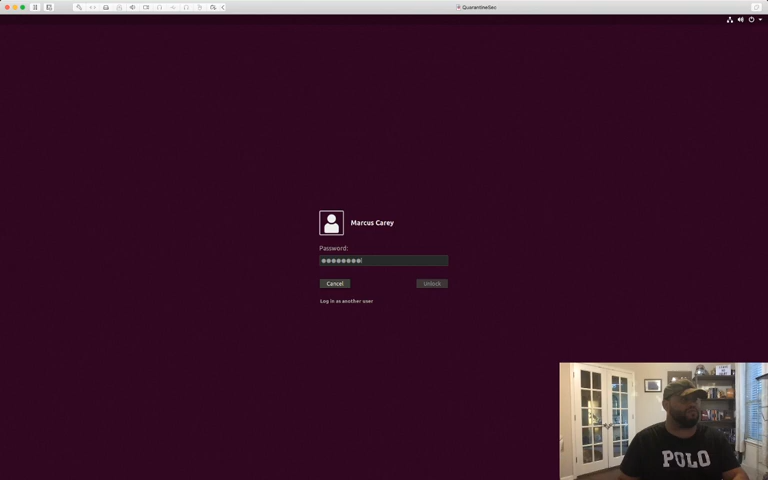 QuarantineSec
Marcus Carey
Password:
Cancel
Unlock
Log in as another user
POLO